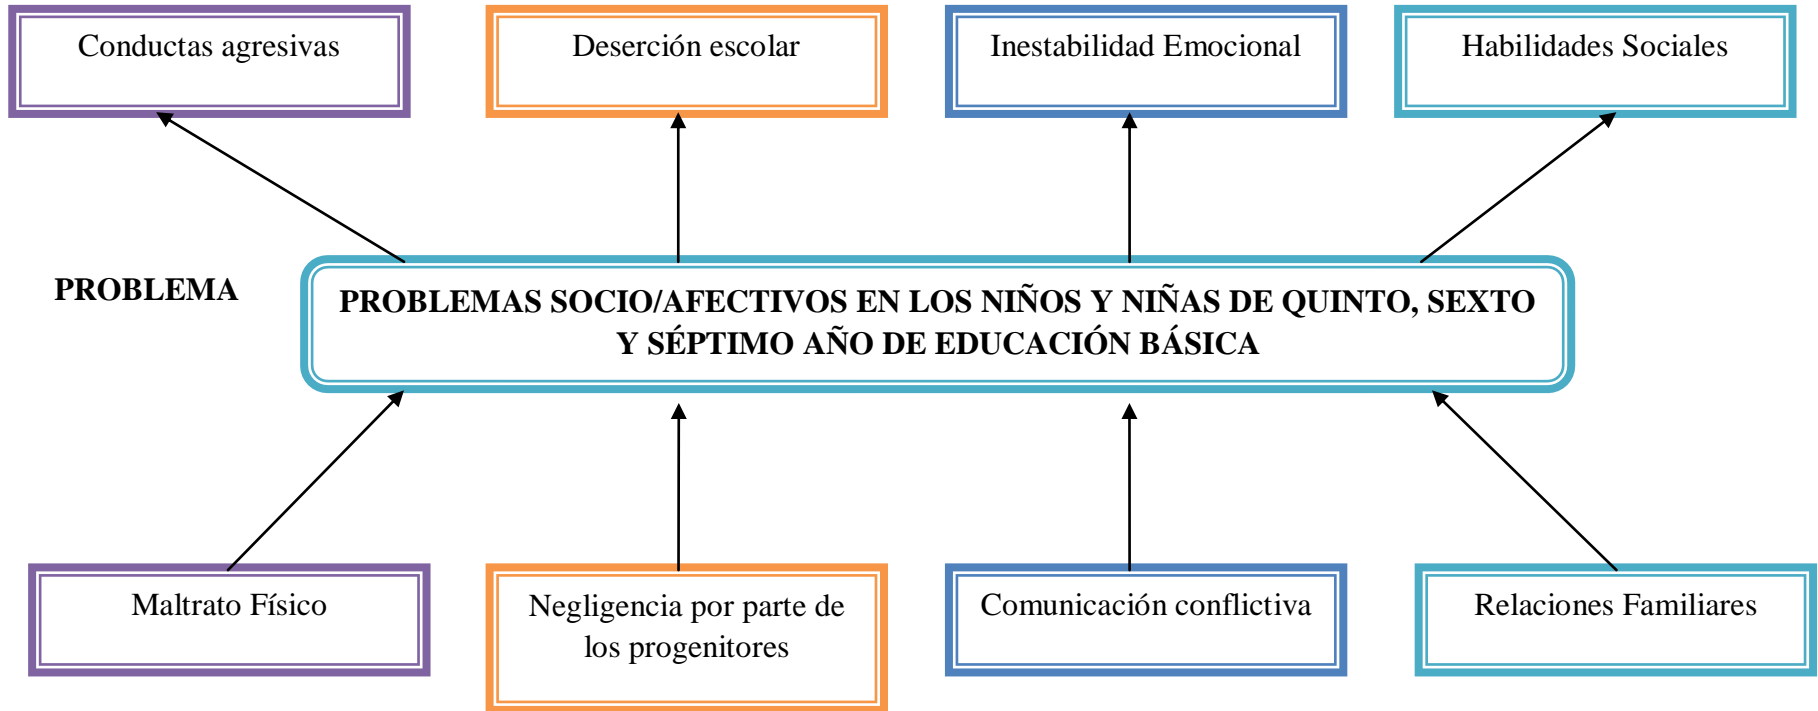 Conductas agresivas
Deserción escolar
Inestabilidad Emocional
Habilidades Sociales
PROBLEMA
PROBLEMAS SOCIO/AFECTIVOS EN LOS NIÑOS Y NIÑAS DE QUINTO, SEXTO
Y SÉPTIMO AÑO DE EDUCACIÓN BÁSICA
Maltrato Físico
Negligencia por parte de
los progenitores
Comunicación conflictiva
Relaciones Familiares